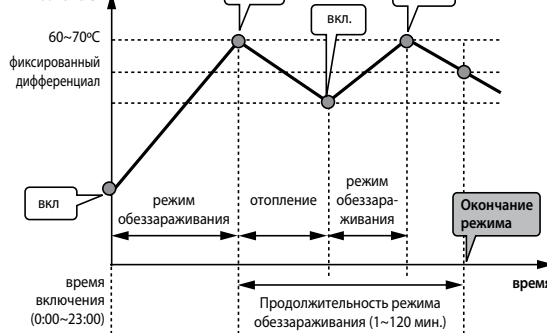 вкл.
60~70ºC
фиксированный
дифференциал
вкл
режим
обеззараживания
отопление
режим
обеззара-
живания
Окончание
режима
время
время
включения
(0:00~23:00)
Продолжительность режима
обеззараживания (1~120 мин.)